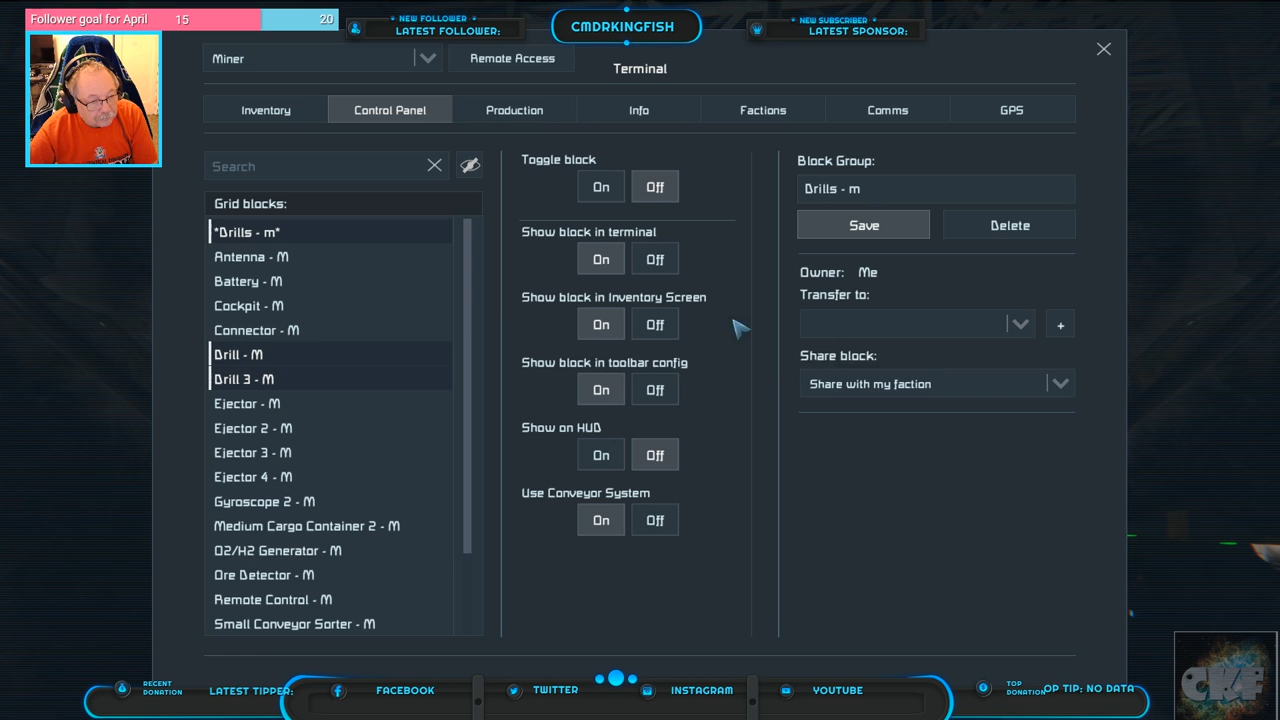 Follower goal for April 15 20
NEW FOLLOWER
LATEST FOLLOWER:
CMDRKINGFISH
NEW SUBSCRIBER
LATEST SPONSOR:
Miner
Remote Access
Terminal
Inventory
Control Panel
Production
Info
Factions
Comms
GPS
Search
Grid blocks:
*Drills - m*
Antenna - M
Battery - M
Cockpit - M
Connector - M
Drill - M
Drill 3 - M
Ejector - M
Ejector 2 - M
Ejector 3 - M
Ejector 4 - M
Gyroscope 2 - M
Medium Cargo Container 2 - M
O2/H2 Generator - M
Ore Detector - M
Remote Control - M
Small Conveyor Sorter - M
Toggle block
On Off
Show block in terminal
On Off
Show block in Inventory Screen
On Off
Show block in toolbar config
On Off
Show on HUD
On Off
Use Conveyor System
On Off
Block Group:
Drills - m
Save Delete
Owner: Me
Transfer to:
+
Share block:
Share with my faction
RECENT
DONATION
LATEST TIPPER:
FACEBOOK
TWITTER
INSTAGRAM
YOUTUBE
TOP
DONATION
OP TIP: NO DATA
CKF